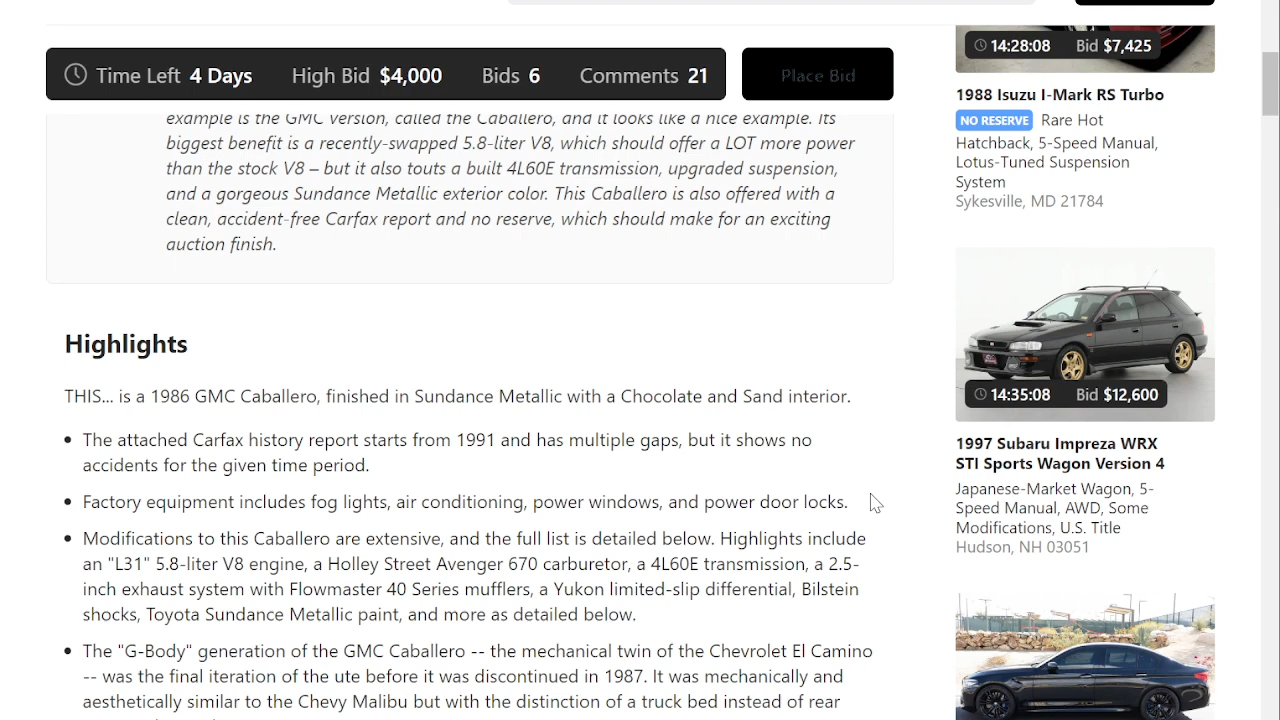 Time Left 4 Days High Bid $4,000 Bids 6 Comments 21
Place Bid
example is the GMC version, called the Caballero, and it looks like a nice example. Its
biggest benefit is a recently-swapped 5.8-liter V8, which should offer a LOT more power
than the stock V8 – but it also touts a built 4L60E transmission, upgraded suspension,
and a gorgeous Sundance Metallic exterior color. This Caballero is also offered with a
clean, accident-free Carfax report and no reserve, which should make for an exciting
auction finish.
Highlights
THIS... is a 1986 GMC Caballero, finished in Sundance Metallic with a Chocolate and Sand interior.
• The attached Carfax history report starts from 1991 and has multiple gaps, but it shows no
accidents for the given time period.
• Factory equipment includes fog lights, air conditioning, power windows, and power door locks.
• Modifications to this Caballero are extensive, and the full list is detailed below. Highlights include
an "L31" 5.8-liter V8 engine, a Holley Street Avenger 670 carburetor, a 4L60E transmission, a 2.5-
inch exhaust system with Flowmaster 40 Series mufflers, a Yukon limited-slip differential, Bilstein
shocks, Toyota Sundance Metallic paint, and more as detailed below.
• The "G-Body" generation of the GMC Caballero -- the mechanical twin of the Chevrolet El Camino
-- was the final iteration of the was discontinued in 1987. It was mechanically and
aesthetically similar to the Chevy Malibu but with the distinction of a truck bed instead of rear
14:28:08 Bid $7,425
1988 Isuzu I-Mark RS Turbo
NO RESERVE Rare Hot
Hatchback, 5-Speed Manual,
Lotus-Tuned Suspension
System
Sykesville, MD 21784
14:35:08 Bid $12,600
1997 Subaru Impreza WRX
STI Sports Wagon Version 4
Japanese-Market Wagon, 5-
Speed Manual, AWD, Some
Modifications, U.S. Title
Hudson, NH 03051